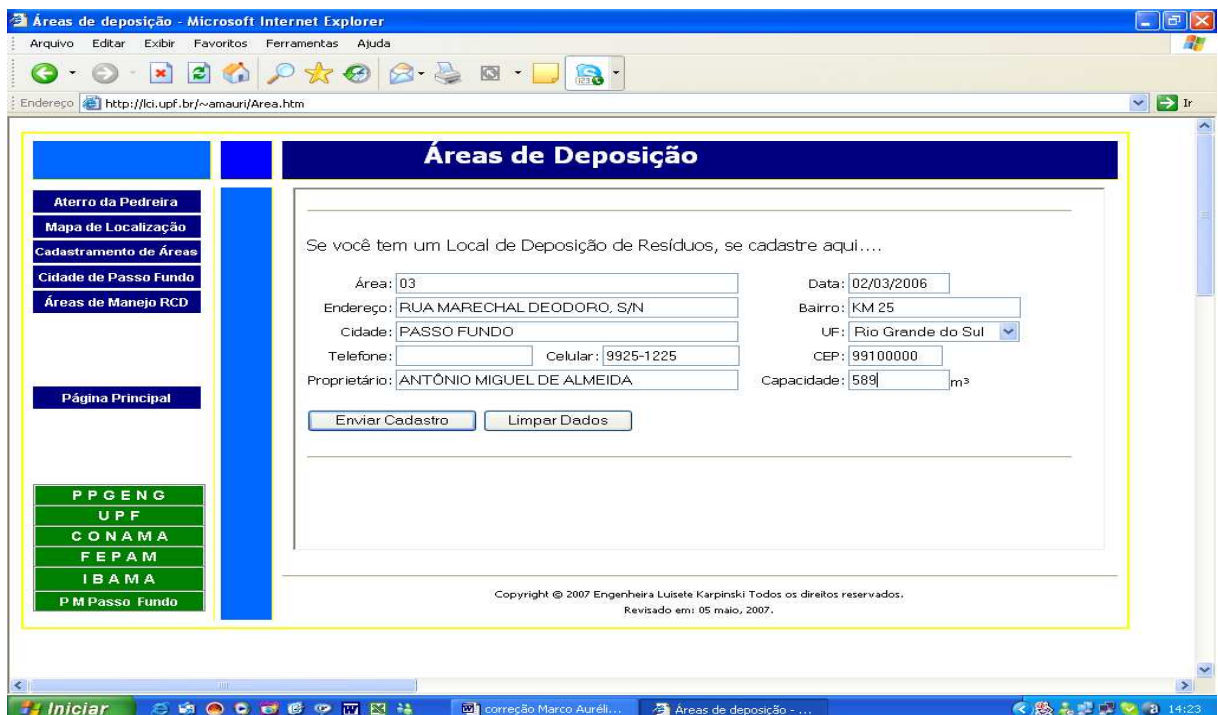 Áreas de deposição - Microsoft Internet Explorer
Arquivo Editar Exibir Favoritos Ferramentas Ajuda
Endereço http://lci.upf.br/~amauri/Area.htm Ir
Áreas de Deposição
Aterro da Pedreira
Mapa de Localização
Cadastramento de Áreas
Cidade de Passo Fundo
Áreas de Manejo RCD
Página Principal
PPGENG
UPF
CONAMA
FEPAM
IBAMA
PM Passo Fundo
Se você tem um Local de Deposição de Resíduos, se cadastre aqui....
Área: 03 Data: 02/03/2006
Endereço: RUA MARECHAL DEODORO, S/N Bairro: KM 25
Cidade: PASSO FUNDO UF: Rio Grande do Sul
Telefone: Celular: 9925-1225 CEP: 99100000
Proprietário: ANTÔNIO MIGUEL DE ALMEIDA Capacidade: 589 m³
Enviar Cadastro Limpar Dados
Copyright © 2007 Engenheira Luisete Karpinski Todos os direitos reservados.
Revisado em: 05 maio, 2007.
Iniciar correção Marco Auréli... Áreas de deposição - ... 14:23